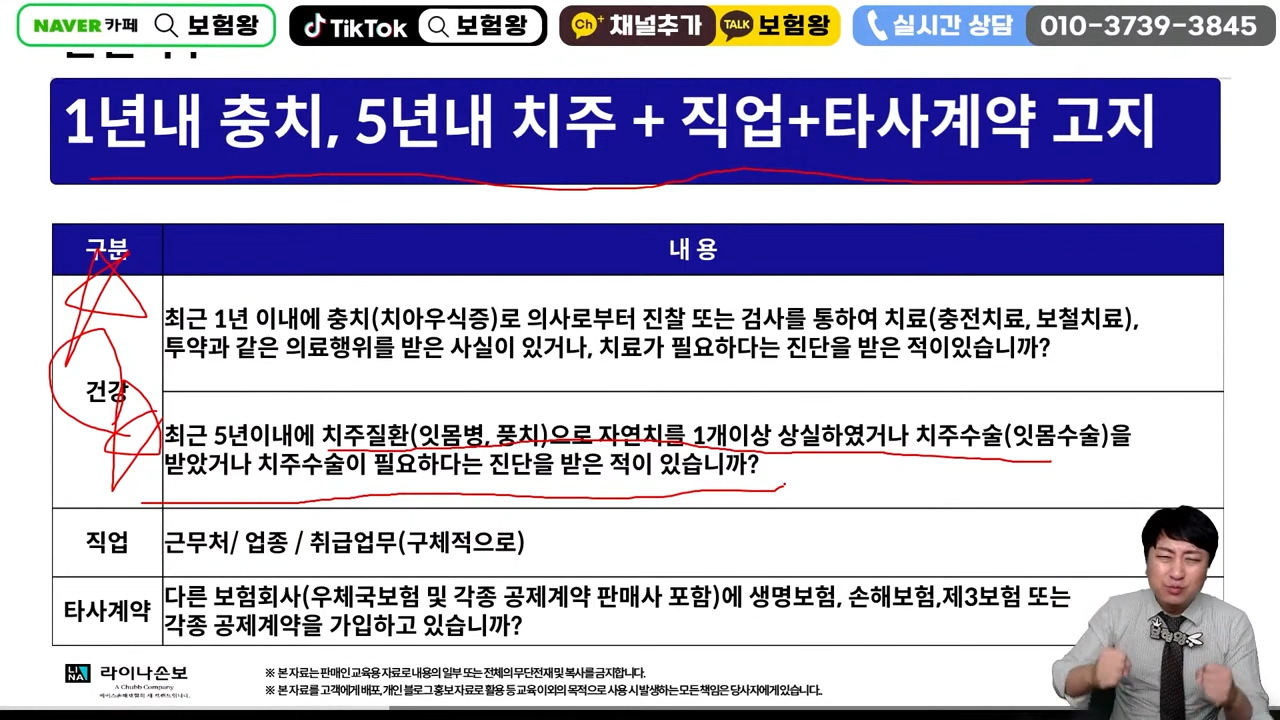 NAVER 카페 보험왕
TikTok 보험왕
Ch+ 채널추가 TALK 보험왕
실시간 상담 010-3739-3845
1년내 충치, 5년내 치주 + 직업+타사계약 고지
구분
내 용
건강
최근 1년 이내에 충치(치아우식증)로 의사로부터 진찰 또는 검사를 통하여 치료(충전치료, 보철치료),
투약과 같은 의료행위를 받은 사실이 있거나, 치료가 필요하다는 진단을 받은 적이있습니까?
최근 5년이내에 치주질환(잇몸병, 풍치)으로 자연치를 1개이상 상실하였거나 치주수술(잇몸수술)을
받았거나 치주수술이 필요하다는 진단을 받은 적이 있습니까?
직업
근무처/ 업종 / 취급업무(구체적으로)
타사계약
다른 보험회사(우체국보험 및 각종 공제계약 판매사 포함)에 생명보험, 손해보험,제3보험 또는
각종 공제계약을 가입하고 있습니까?
LINA 라이나손보
A Chubb Company
※ 본 자료는 판매인 교육용 자료로 내용의 일부 또는 전체의 무단전재 및 복사를 금지합니다.
※ 본 자료를 고객에게 배포, 개인 블로그 홍보 자료로 활용 등 교육 이외의 목적으로 사용 시 발생하는 모든 책임은 당사자에게 있습니다.
보험왕